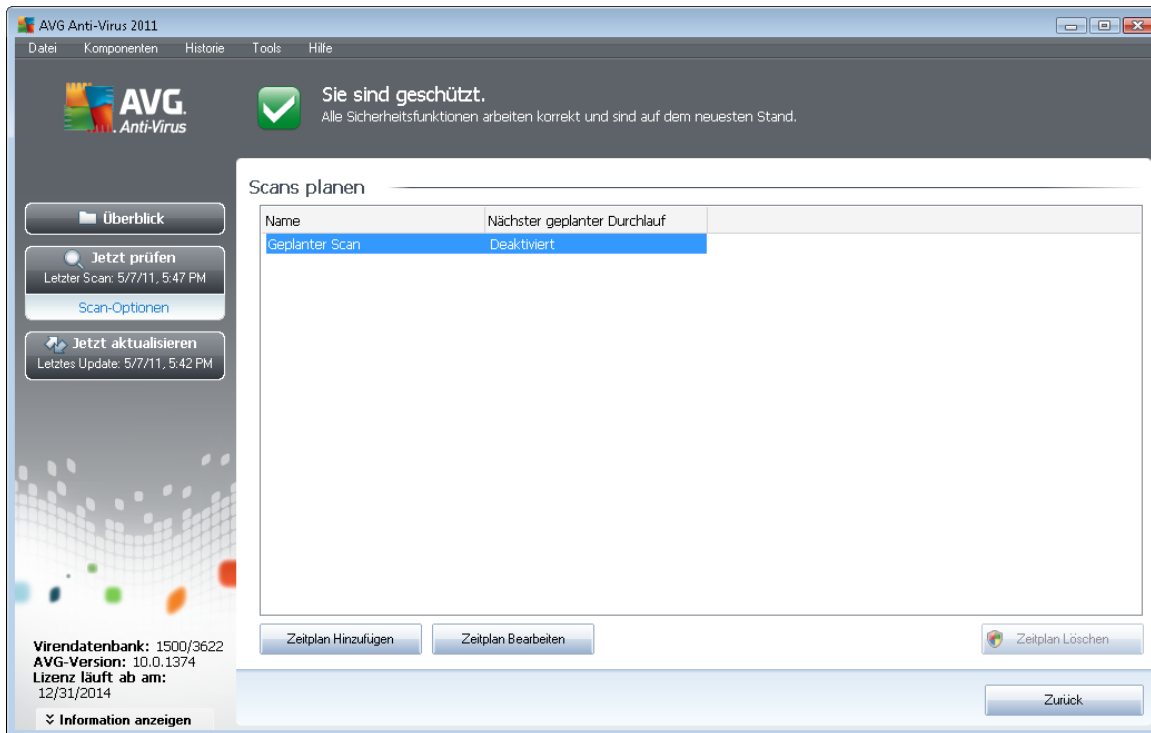 AVG Anti-Virus 2011
Datei Komponenten Historie Tools Hilfe
AVG.
Anti-Virus
Sie sind geschützt.
Alle Sicherheitsfunktionen arbeiten korrekt und sind auf dem neuesten Stand.
Überblick
Jetzt prüfen
Letzter Scan: 5/7/11, 5:47 PM
Scan-Optionen
Jetzt aktualisieren
Letztes Update: 5/7/11, 5:42 PM
Virendatenbank: 1500/3622
AVG-Version: 10.0.1374
Lizenz läuft ab am:
12/31/2014
Information anzeigen
Scans planen
Name Nächster geplanter Durchlauf
Geplanter Scan Deaktiviert
Zeitplan Hinzufügen Zeitplan Bearbeiten Zeitplan Löschen
Zurück